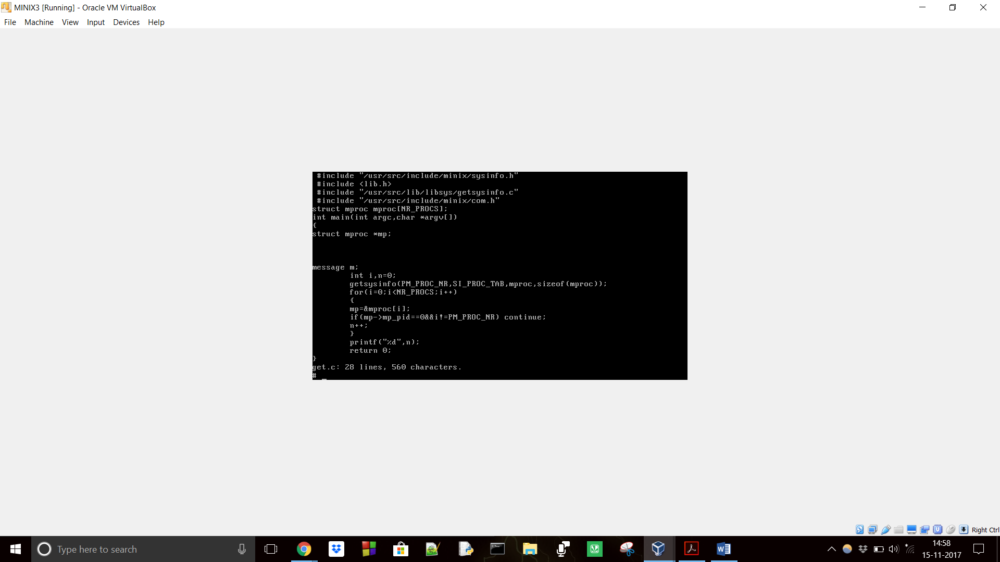 MINIX3 [Running] - Oracle VM VirtualBox
File Machine View Input Devices Help
#include "/usr/src/include/minix/sysinfo.h"
#include <lib.h>
#include "/usr/src/lib/libsys/getsysinfo.c"
#include "/usr/src/include/minix/com.h"
struct mproc mproc[NR_PROCS];
int main(int argc,char *argv[])
{
struct mproc *mp;
message m;
int i,n=0;
getsysinfo(PM_PROC_NR,SI_PROC_TAB,mproc,sizeof(mproc));
for(i=0;i<NR_PROCS;i++)
{
mp=&mproc[i];
if(mp->mp_pid==0&&i!=PM_PROC_NR) continue;
n++;
}
printf("%d",n);
return 0;
}
get.c: 28 lines, 560 characters.
# _
Right Ctrl
Type here to search
14:58
15-11-2017